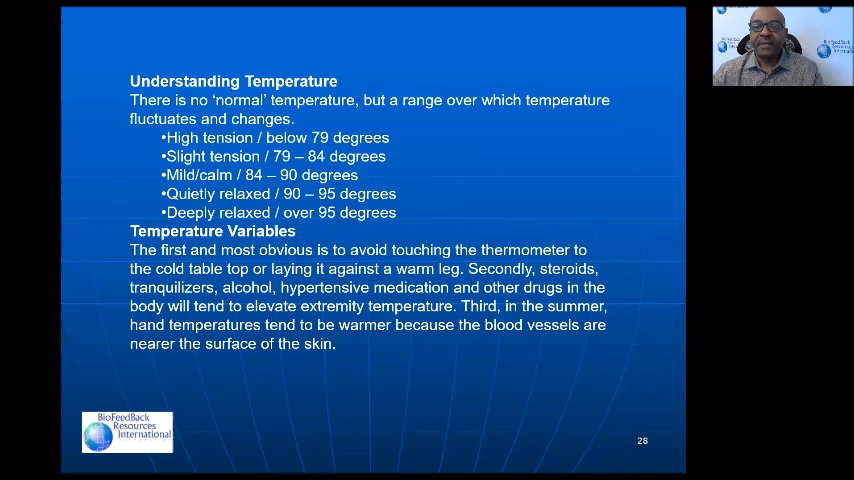 Understanding Temperature
There is no ‘normal’ temperature, but a range over which temperature
fluctuates and changes.
•High tension / below 79 degrees
•Slight tension / 79 – 84 degrees
•Mild/calm / 84 – 90 degrees
•Quietly relaxed / 90 – 95 degrees
•Deeply relaxed / over 95 degrees
Temperature Variables
The first and most obvious is to avoid touching the thermometer to
the cold table top or laying it against a warm leg. Secondly, steroids,
tranquilizers, alcohol, hypertensive medication and other drugs in the
body will tend to elevate extremity temperature. Third, in the summer,
hand temperatures tend to be warmer because the blood vessels are
nearer the surface of the skin.
BioFeedBack
Resources
International
28
BioFeedBack
Resources
International